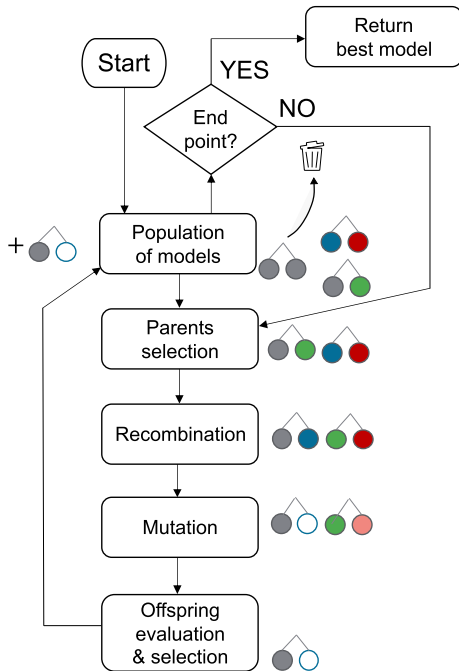 Return
best model
Start
YES
NO
End
point?
Population
of models
+
Parents
selection
Recombination
Mutation
Offspring
evaluation
& selection